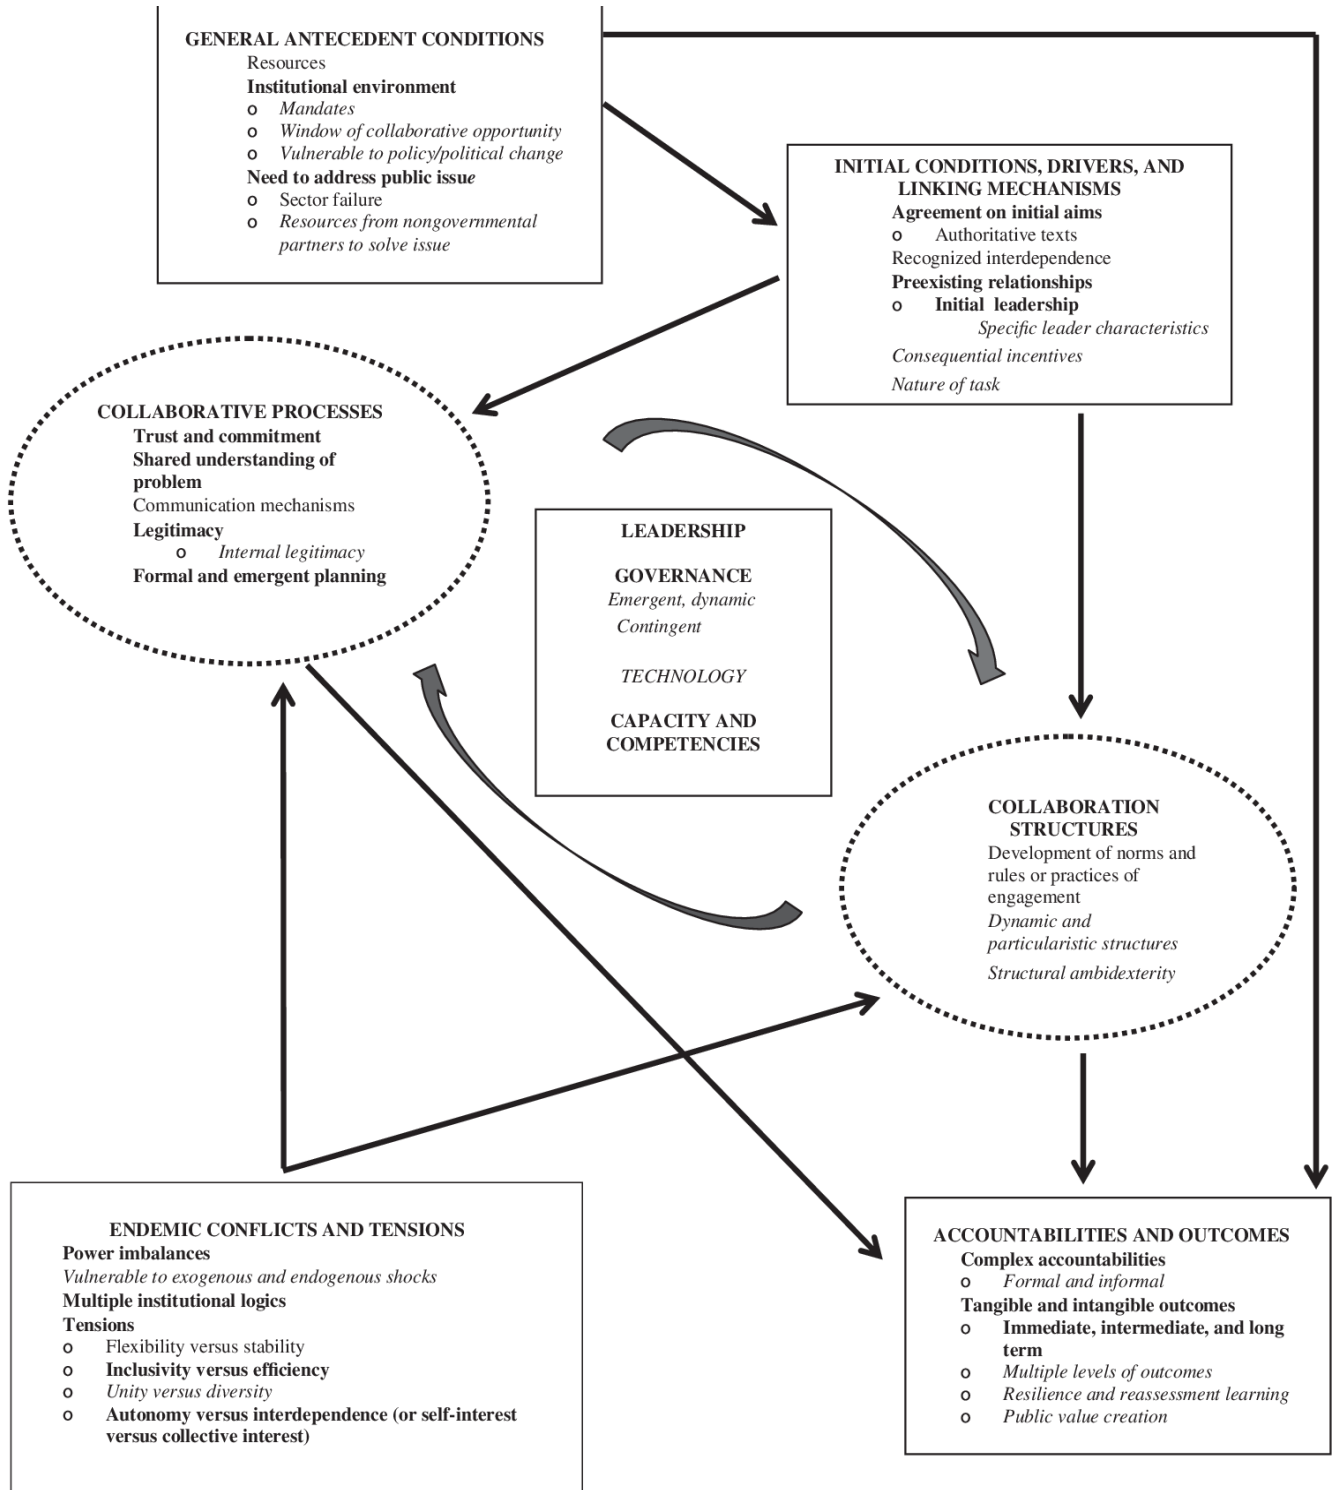 GENERAL ANTECEDENT CONDITIONS
Resources
Institutional environment
o Mandates
o Window of collaborative opportunity
o Vulnerable to policy/political change
Need to address public issue
o Sector failure
o Resources from nongovernmental
partners to solve issue
INITIAL CONDITIONS, DRIVERS, AND
LINKING MECHANISMS
Agreement on initial aims
o Authoritative texts
Recognized interdependence
Preexisting relationships
o Initial leadership
Specific leader characteristics
Consequential incentives
Nature of task
COLLABORATIVE PROCESSES
Trust and commitment
Shared understanding of
problem
Communication mechanisms
Legitimacy
o Internal legitimacy
Formal and emergent planning
LEADERSHIP
GOVERNANCE
Emergent, dynamic
Contingent
TECHNOLOGY
CAPACITY AND
COMPETENCIES
COLLABORATION
STRUCTURES
Development of norms and
rules or practices of
engagement
Dynamic and
particularistic structures
Structural ambidexterity
ENDEMIC CONFLICTS AND TENSIONS
Power imbalances
Vulnerable to exogenous and endogenous shocks
Multiple institutional logics
Tensions
o Flexibility versus stability
o Inclusivity versus efficiency
o Unity versus diversity
o Autonomy versus interdependence (or self-interest
versus collective interest)
ACCOUNTABILITIES AND OUTCOMES
Complex accountabilities
o Formal and informal
Tangible and intangible outcomes
o Immediate, intermediate, and long
term
o Multiple levels of outcomes
o Resilience and reassessment learning
o Public value creation